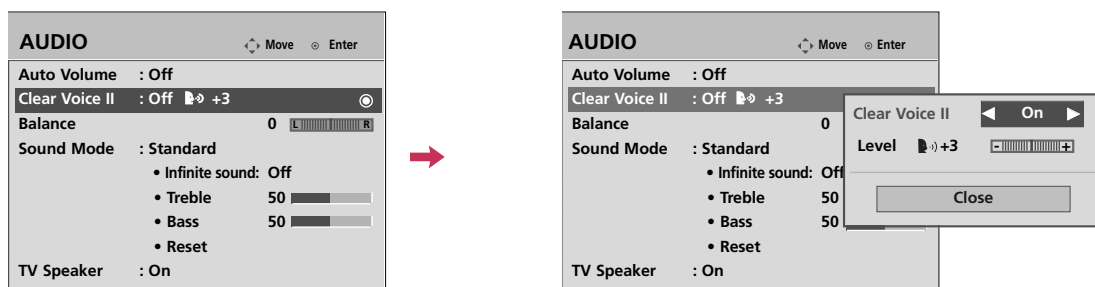 AUDIO Move Enter
Auto Volume : Off
Clear Voice II : Off +3
Balance 0 L R
Sound Mode : Standard
• Infinite sound: Off
• Treble 50
• Bass 50
• Reset
TV Speaker : On
AUDIO Move Enter
Auto Volume : Off
Clear Voice II : Off +3
Balance 0
Sound Mode : Standard
• Infinite sound: Off
• Treble 50
• Bass 50
• Reset
TV Speaker : On
Clear Voice II ◀ On ▶
Level +3 - +
Close